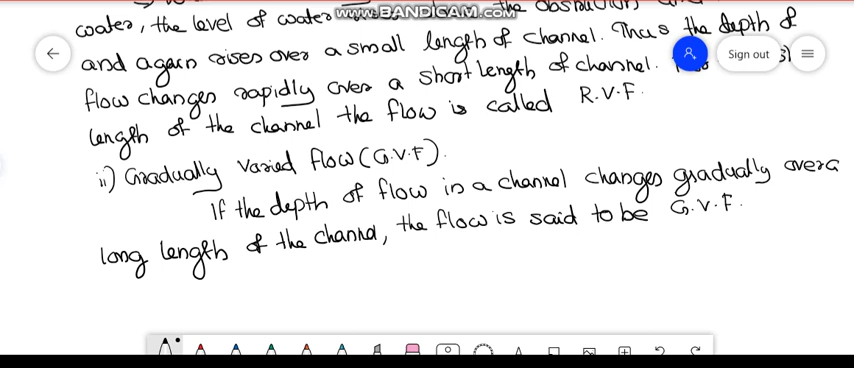 www.BANDICAM.com
water, the level of water the obstruction and
and again rises over a small length of channel. Thus the depth of
flow changes rapidly over a short length of channel.
Sign out
length of the channel the flow is called R.V.F.
ii) Gradually Varied flow (G.V.F).
If the depth of flow in a channel changes gradually over a
long length of the channel, the flow is said to be G.V.F.